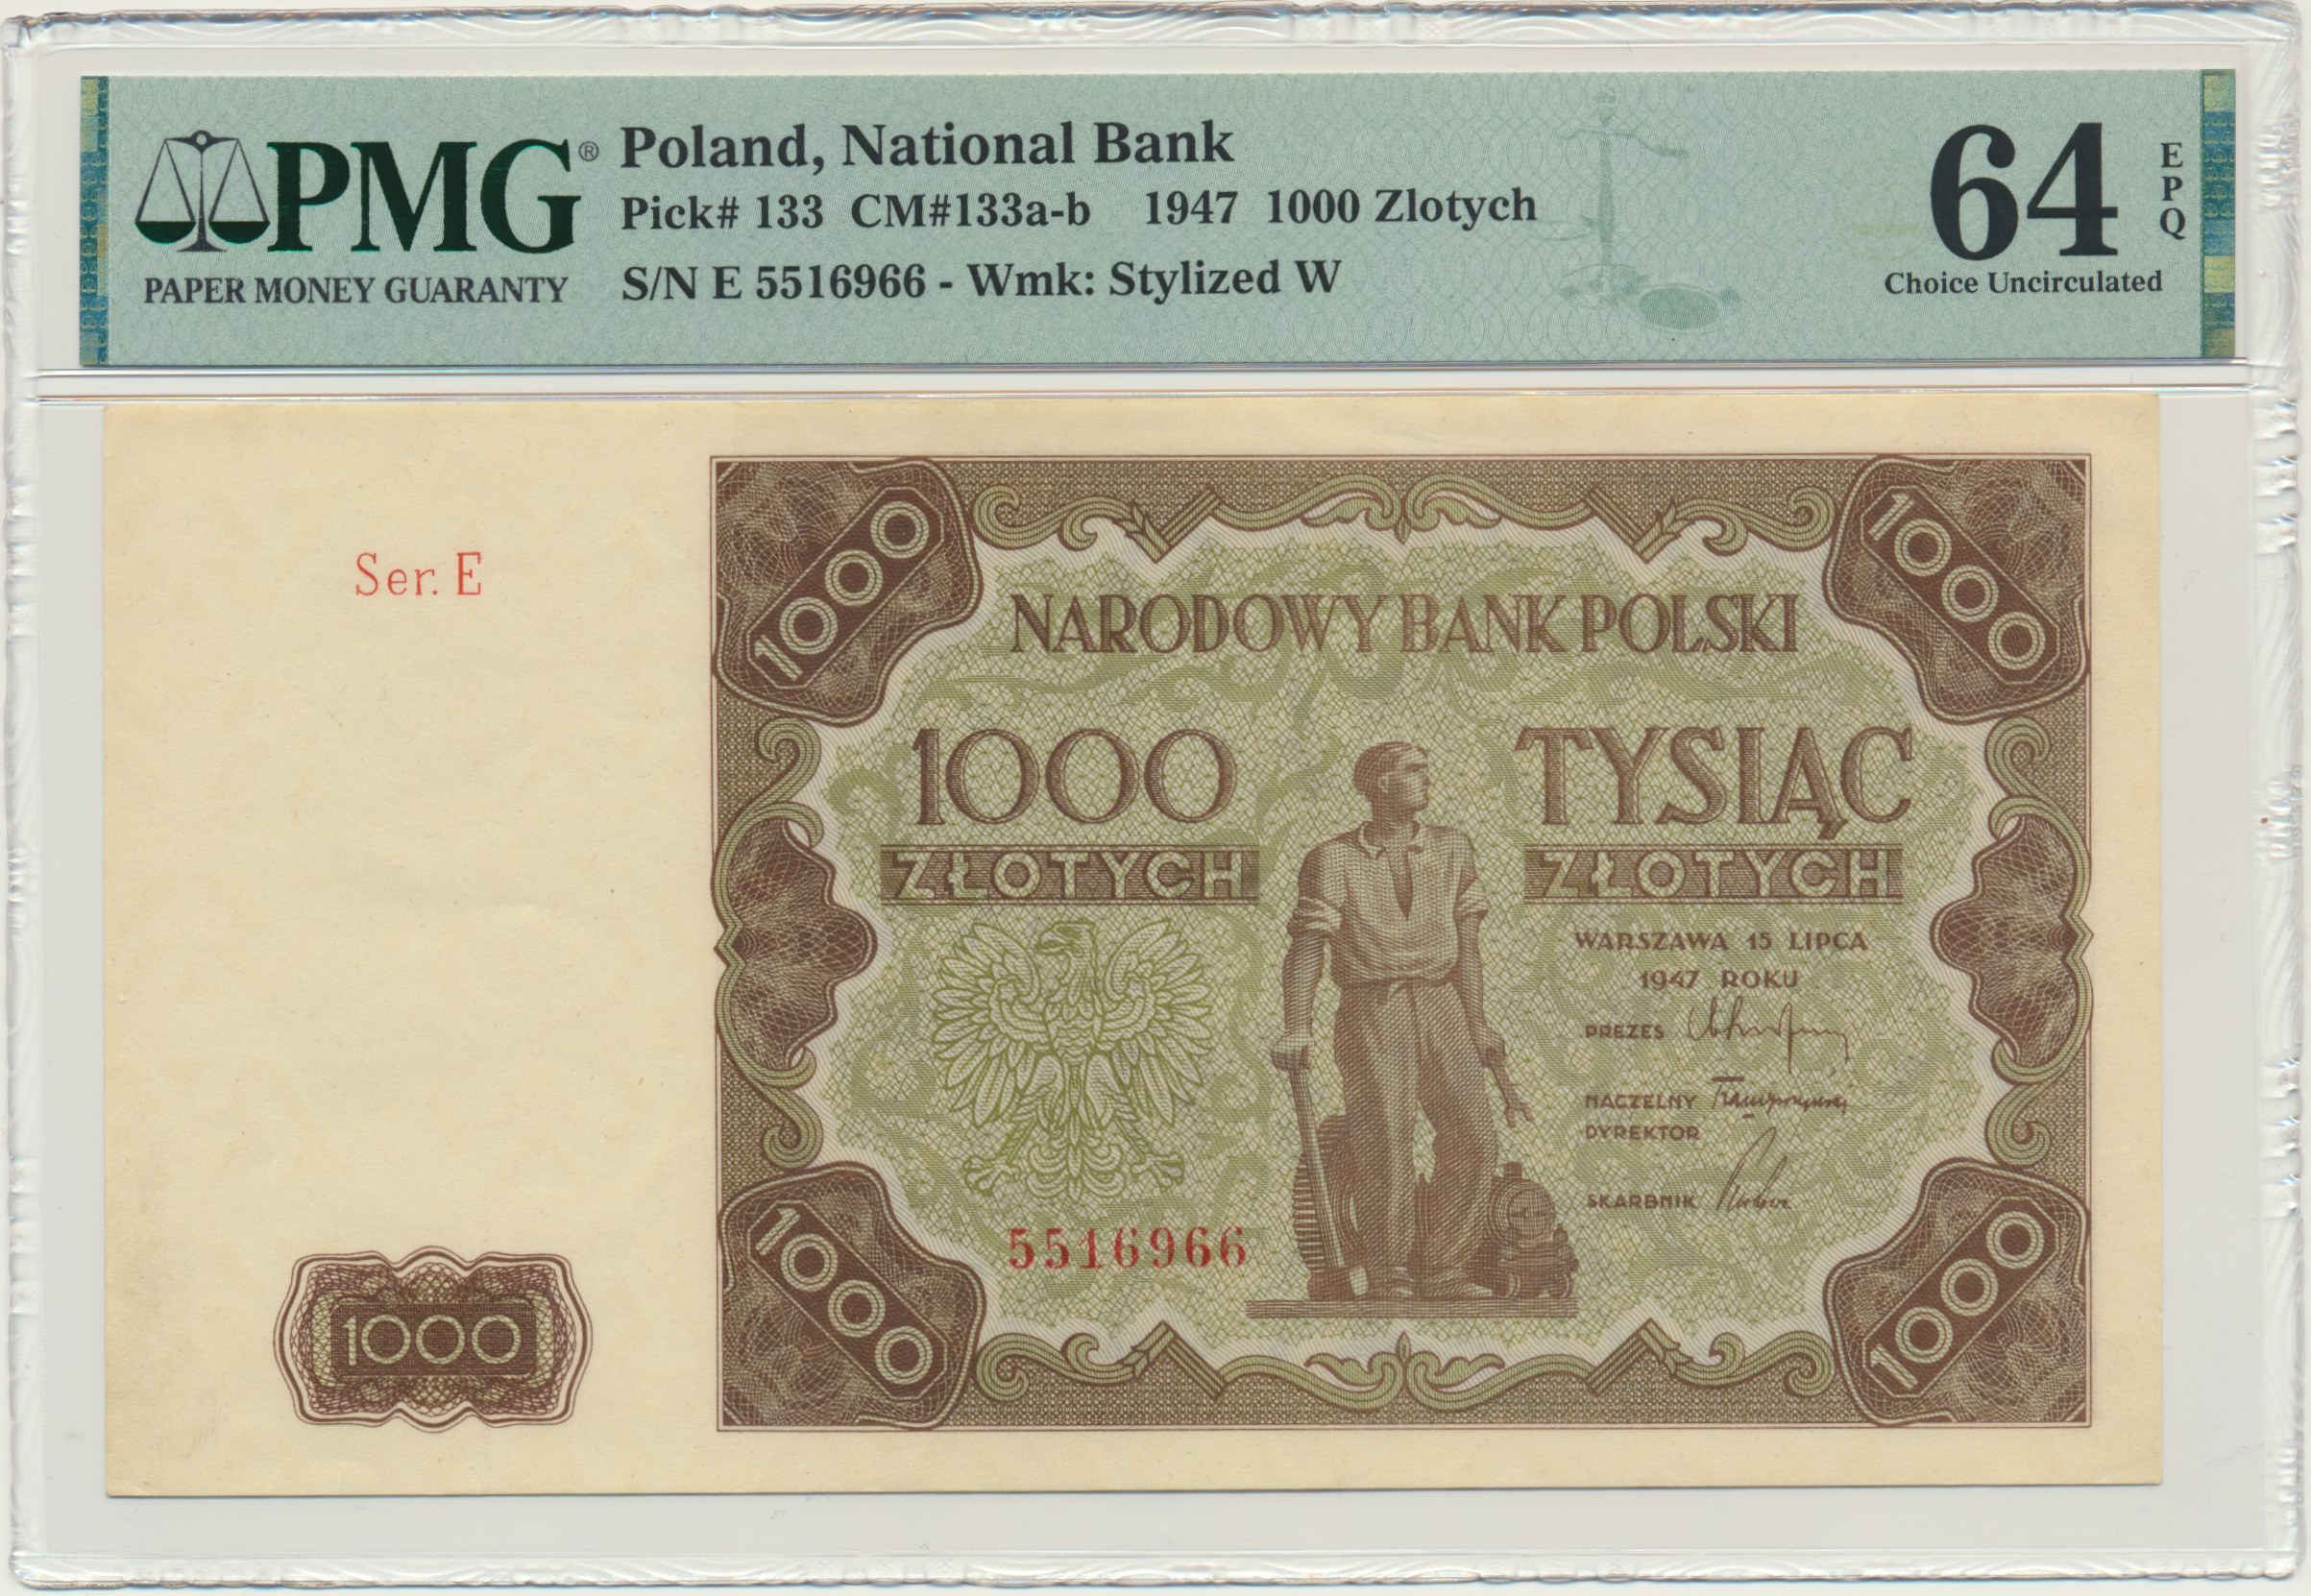 PMG®
PAPER MONEY GUARANTY
Poland, National Bank
Pick# 133 CM#133a-b 1947 1000 Zlotych
S/N E 5516966 - Wmk: Stylized W
64
EPQ
Choice Uncirculated
Ser. E
1000
1000
NARODOWY BANK POLSKI
1000 TYSIĄC
ZŁOTYCH ZŁOTYCH
WARSZAWA 15 LIPCA
1947 ROKU
PREZES
NACZELNY
DYREKTOR
SKARBNIK
5516966
1000
1000
1000